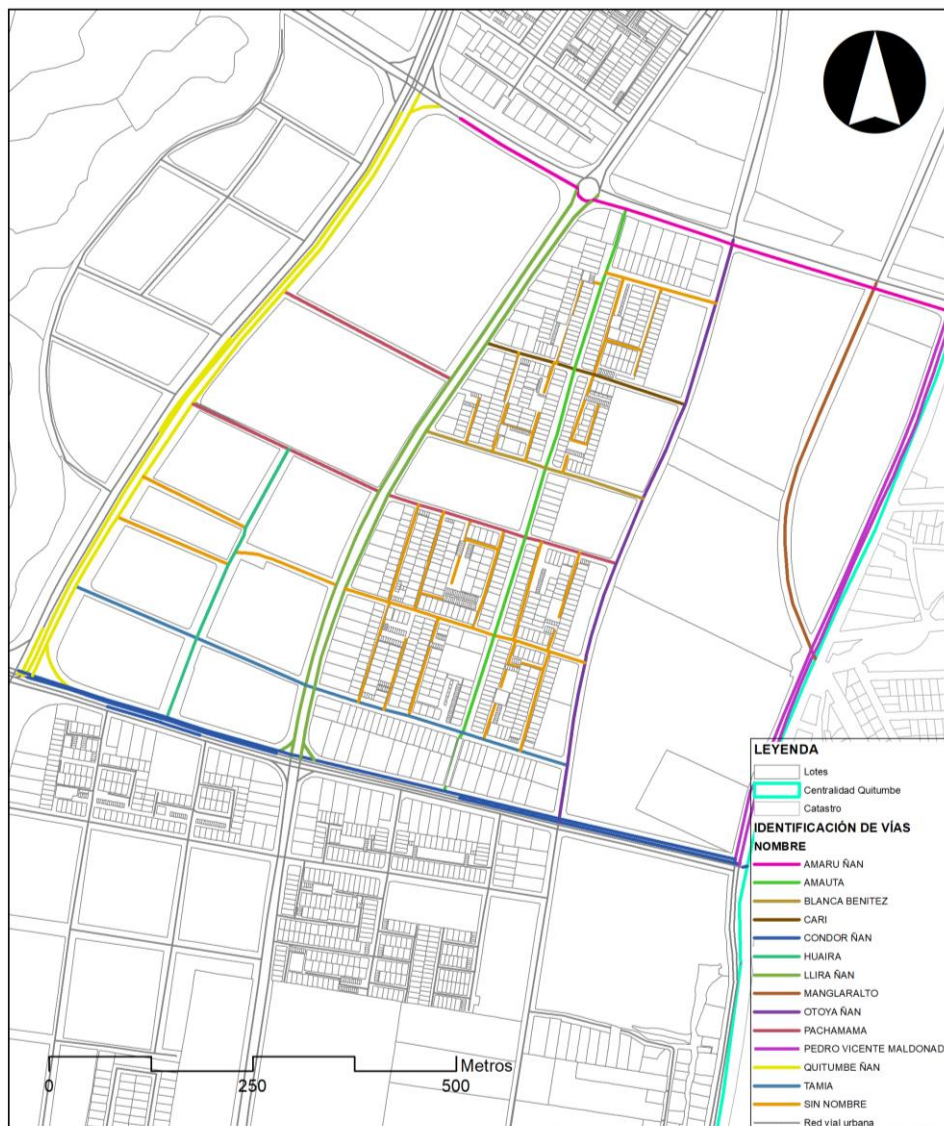 LEYENDA
Lotes
Centralidad Quitumbe
Catastro
IDENTIFICACIÓN DE VÍAS
NOMBRE
AMARU ÑAN
AMAUTA
BLANCA BENITEZ
CARI
CONDOR ÑAN
HUAIRA
LLIRA ÑAN
MANGLARALTO
OTOYA ÑAN
PACHAMAMA
PEDRO VICENTE MALDONAD
QUITUMBE ÑAN
TAMIA
SIN NOMBRE
Red vial urbana
Metros
0 250 500